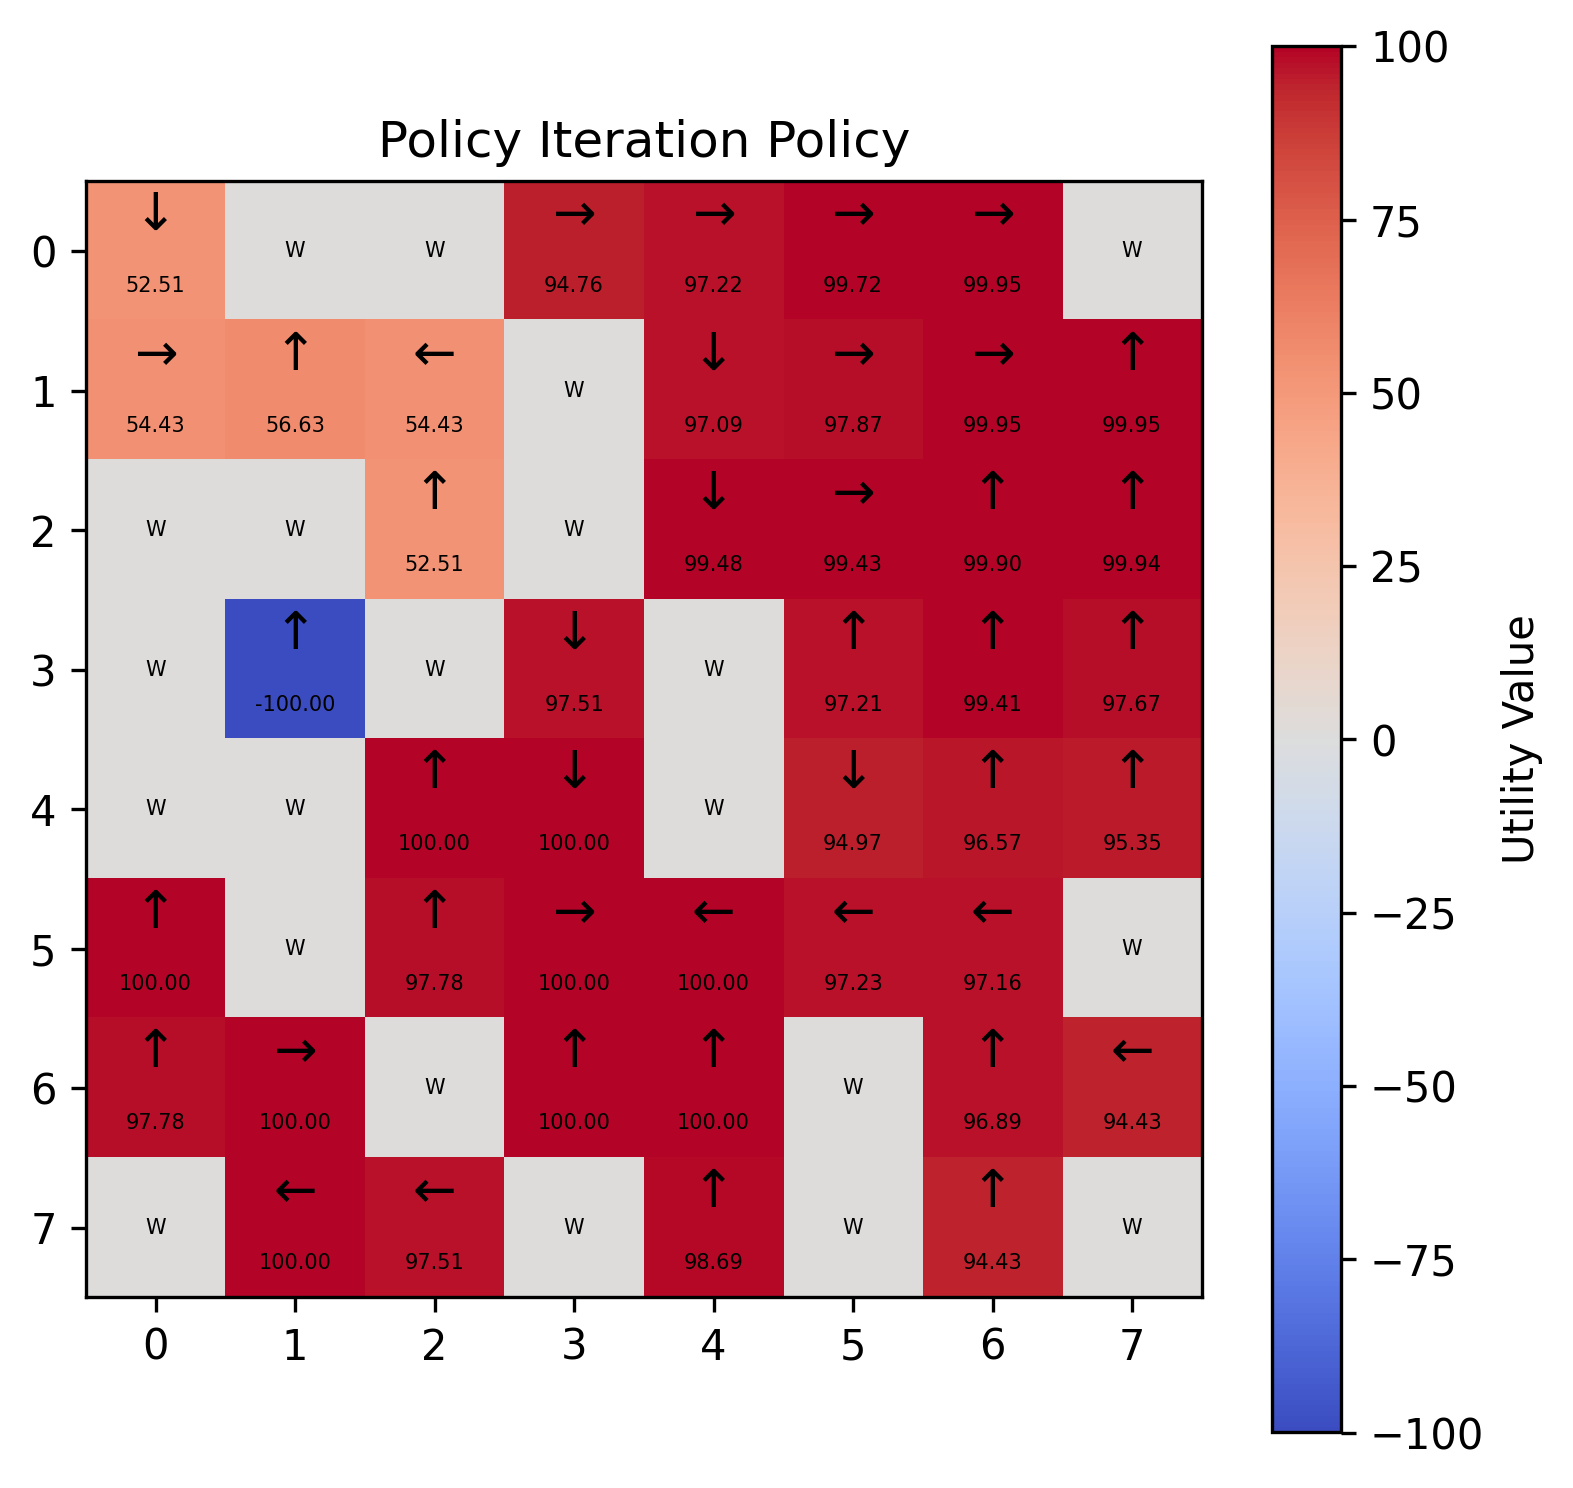 Policy Iteration Policy
0 ↓ W W → → → → W
52.51 94.76 97.22 99.72 99.95
1 → ↑ ← W ↓ → → ↑
54.43 56.63 54.43 97.09 97.87 99.95 99.95
2 W W ↑ W ↓ → ↑ ↑
52.51 99.48 99.43 99.90 99.94
3 W ↑ W ↓ W ↑ ↑ ↑
-100.00 97.51 97.21 99.41 97.67
4 W W ↑ ↓ W ↓ ↑ ↑
100.00 100.00 94.97 96.57 95.35
5 ↑ W ↑ → ← ← ← W
100.00 97.78 100.00 100.00 97.23 97.16
6 ↑ → W ↑ ↑ W ↑ ←
97.78 100.00 100.00 100.00 96.89 94.43
7 W ← ← W ↑ W ↑ W
100.00 97.51 98.69 94.43
0 1 2 3 4 5 6 7
100
75
50
25
0
−25
−50
−75
−100
Utility Value